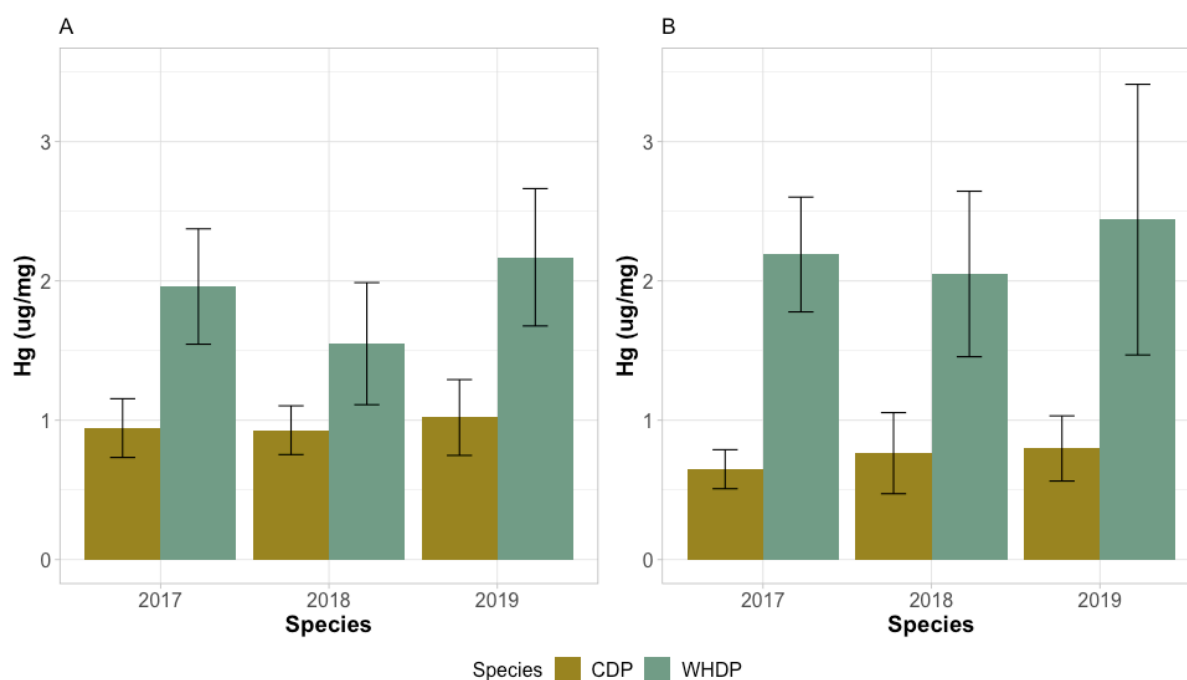 A
Hg (ug/mg)
3
2
1
0
2017 2018 2019
Species
B
Hg (ug/mg)
3
2
1
0
2017 2018 2019
Species
Species CDP WHDP